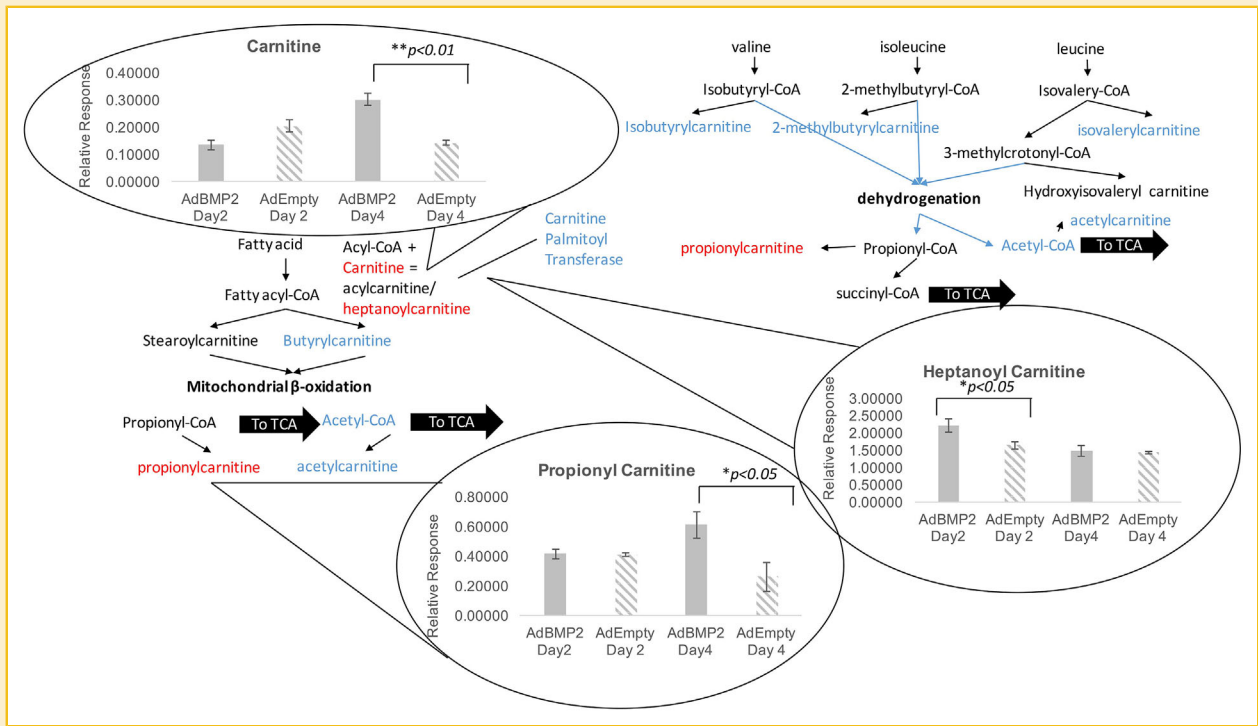 Carnitine
**p<0.01
Relative Response
0.40000
0.30000
0.20000
0.10000
0.00000
AdBMP2 Day2
AdEmpty Day 2
AdBMP2 Day4
AdEmpty Day 4
valine
isoleucine
leucine
Isobutyryl-CoA
2-methylbutyryl-CoA
Isovalery-CoA
Isobutyrylcarnitine
2-methylbutyrylcarnitine
isovalerylcarnitine
3-methylcrotonyl-CoA
Hydroxyisovaleryl carnitine
dehydrogenation
acetylcarnitine
propionylcarnitine
Propionyl-CoA
Acetyl-CoA
To TCA
succinyl-CoA
To TCA
Fatty acid
Fatty acyl-CoA
Stearoylcarnitine
Butyrylcarnitine
Mitochondrial β-oxidation
Propionyl-CoA
To TCA
Acetyl-CoA
To TCA
propionylcarnitine
acetylcarnitine
Acyl-CoA +
Carnitine =
acylcarnitine/
heptanoylcarnitine
Carnitine
Palmitoyl
Transferase
Heptanoyl Carnitine
*p<0.05
Relative Response
3.00000
2.50000
2.00000
1.50000
1.00000
0.50000
0.00000
AdBMP2 Day2
AdEmpty Day 2
AdBMP2 Day4
AdEmpty Day 4
Propionyl Carnitine
*p<0.05
Relative Response
0.80000
0.60000
0.40000
0.20000
0.00000
AdBMP2 Day2
AdEmpty Day 2
AdBMP2 Day4
AdEmpty Day 4